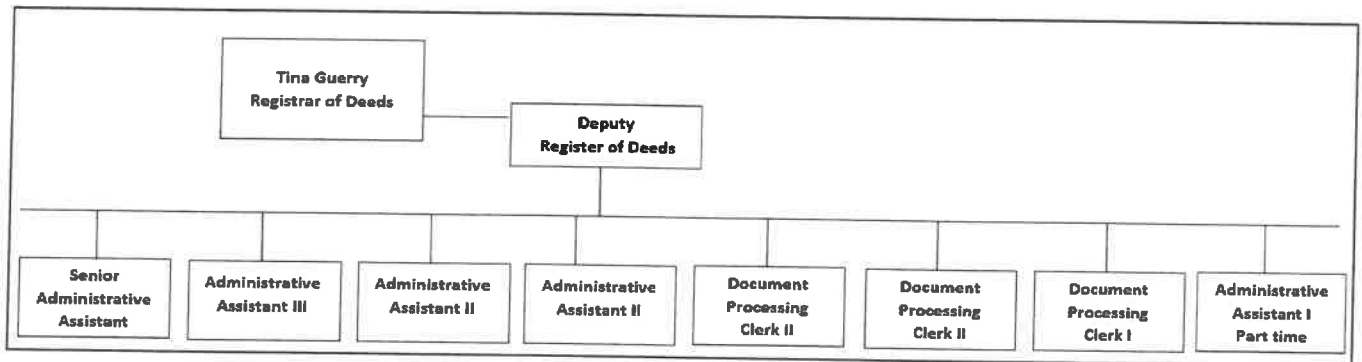 Tina Guerry
Registrar of Deeds
Deputy
Register of Deeds
Senior
Administrative
Assistant
Administrative
Assistant III
Administrative
Assistant II
Administrative
Assistant II
Document
Processing
Clerk II
Document
Processing
Clerk II
Document
Processing
Clerk I
Administrative
Assistant I
Part time